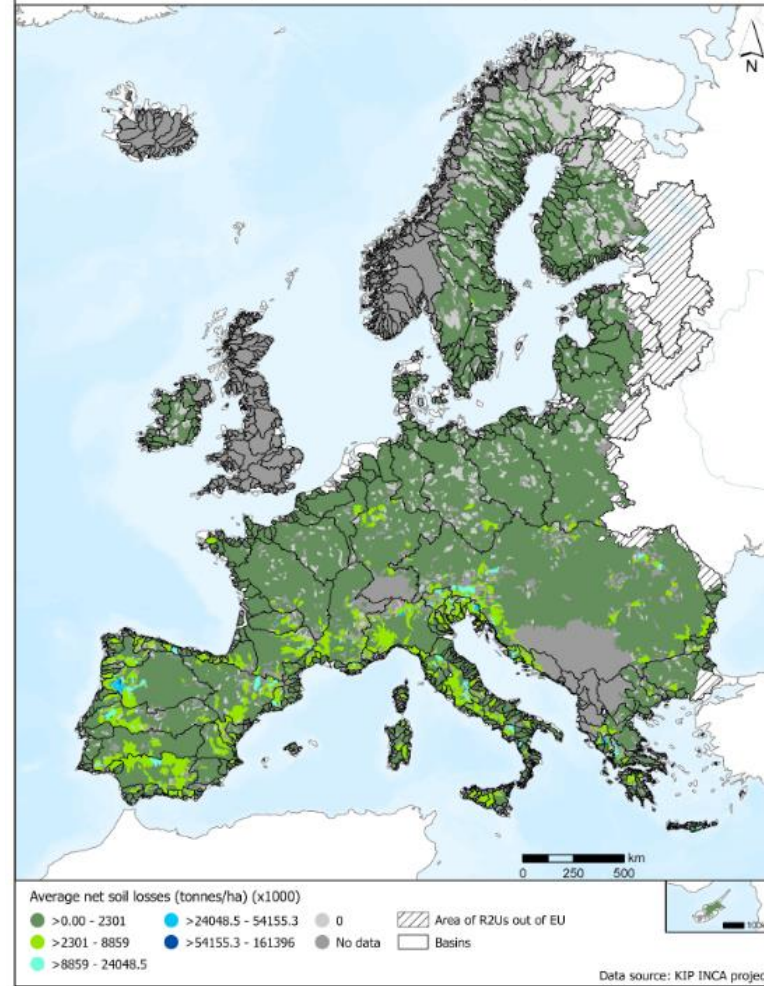 N
km
0 250 500
Average net soil losses (tonnes/ha) (x1000)
>0.00 - 2301 >24048.5 - 54155.3 0 Area of R2Us out of EU
>2301 - 8859 >54155.3 - 161396 No data Basins
>8859 - 24048.5
Data source: KIP INCA projec